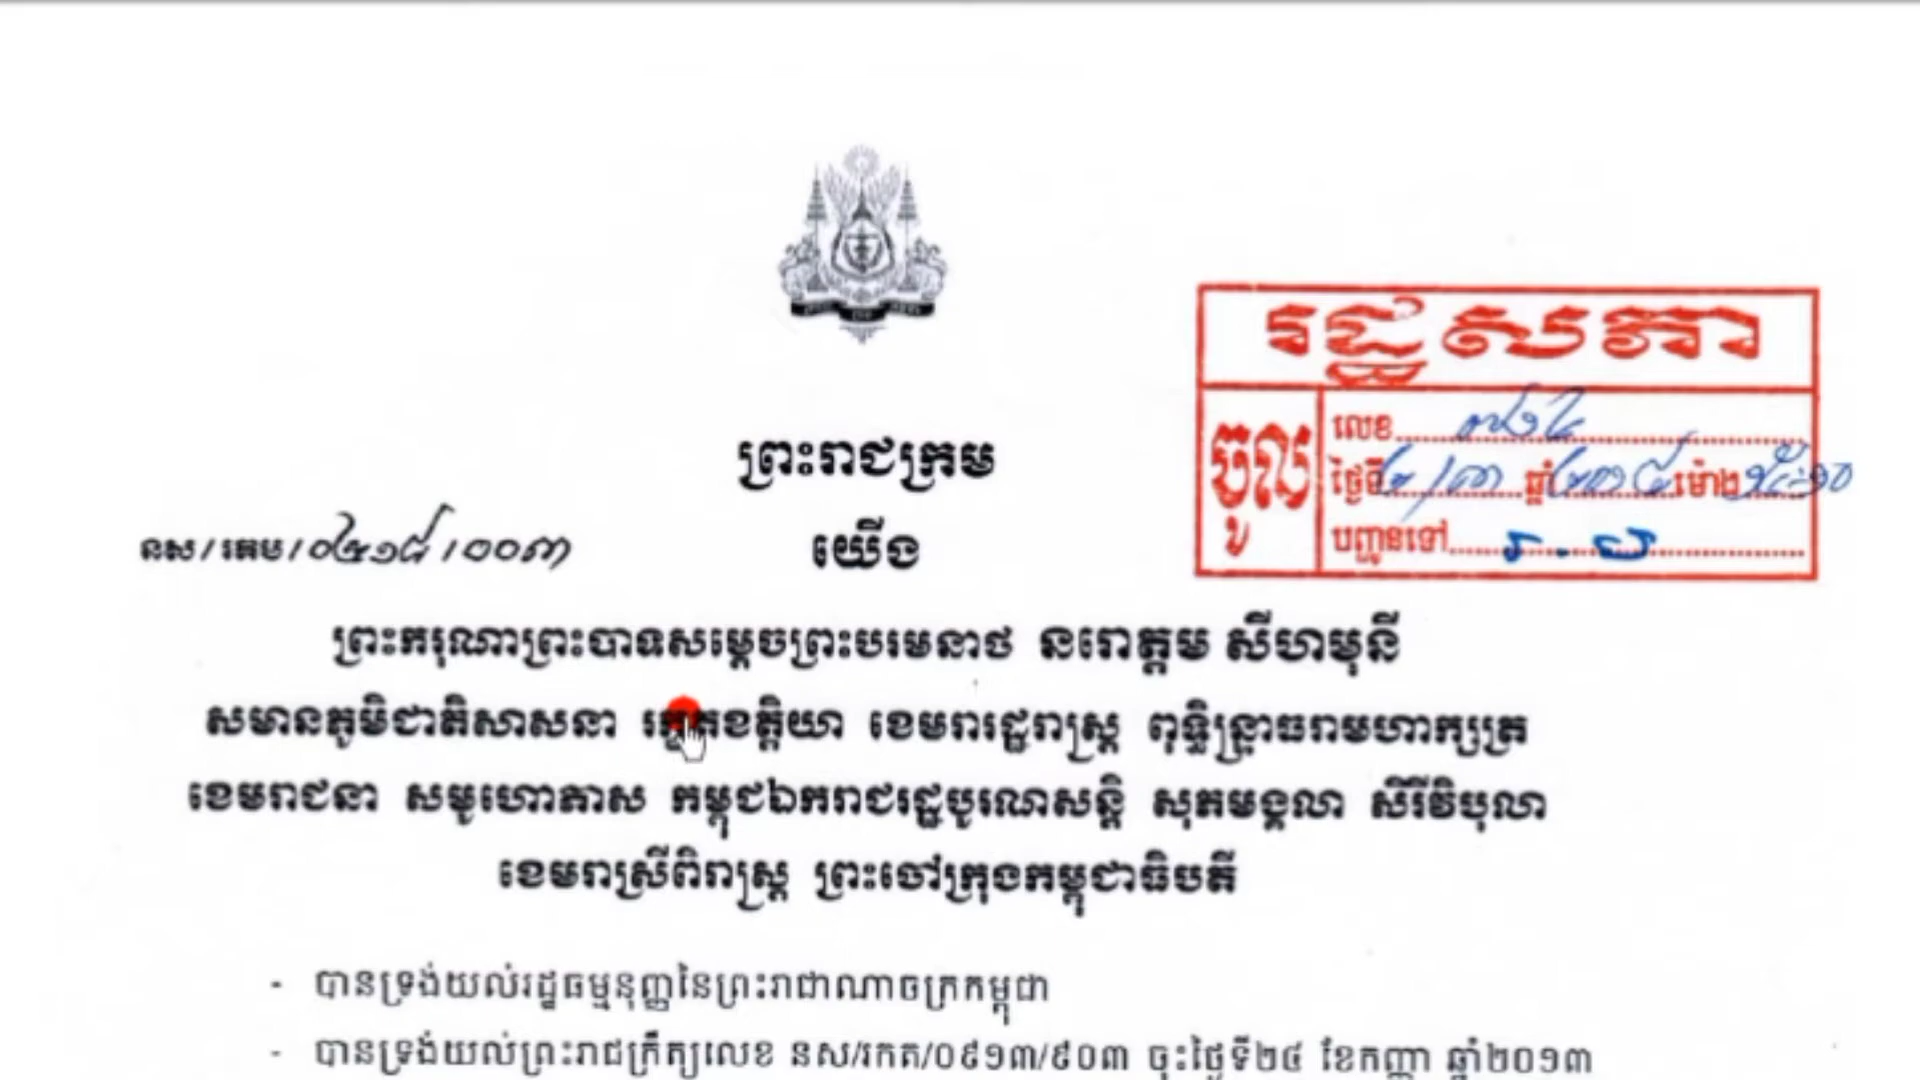 ព្រះរាជក្រម
នស/រកម/០៤១៨/០០៣
យើង
រដ្ឋសភា
ចូល
លេខ
ថ្ងៃទី ឆ្នាំ ម៉ោង
បញ្ជូនទៅ រ.ស
ព្រះករុណាព្រះបាទសម្តេចព្រះបរមនាថ នរោត្តម សីហមុនី
សមានភូមិជាតិសាសនា រក្ខតខត្តិយា ខេមរារដ្ឋរាស្ត្រ ពុទ្ធិន្ទ្រាធរាមហាក្សត្រ
ខេមរាជនា សមូហោភាស កម្ពុជឯករាជរដ្ឋបូរណសន្តិ សុភមង្គលា សិរីវិបុលា
ខេមរាស្រីពិរាស្ត្រ ព្រះចៅក្រុងកម្ពុជាធិបតី
- បានទ្រង់យល់រដ្ឋធម្មនុញ្ញនៃព្រះរាជាណាចក្រកម្ពុជា
- បានទ្រង់យល់ព្រះរាជក្រឹត្យលេខ នស/រកត/០៩១៣/៩០៣ ចុះថ្ងៃទី២៤ ខែកញ្ញា ឆ្នាំ២០១៣